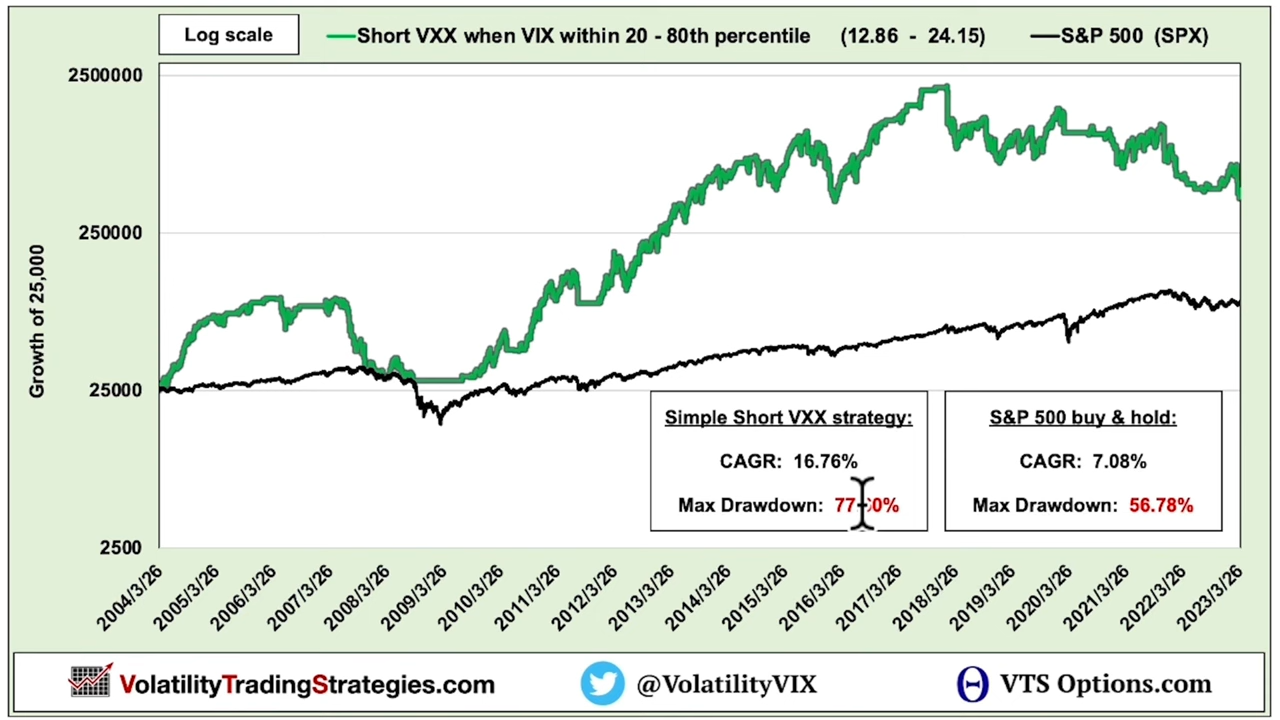 Log scale
Short VXX when VIX within 20 - 80th percentile (12.86 - 24.15)
S&P 500 (SPX)
2500000
250000
25000
2500
Growth of 25,000
Simple Short VXX strategy:
CAGR: 16.76%
Max Drawdown:
S&P 500 buy & hold:
CAGR: 7.08%
Max Drawdown: 56.78%
2004/3/26
2005/3/26
2006/3/26
2007/3/26
2008/3/26
2009/3/26
2010/3/26
2011/3/26
2012/3/26
2013/3/26
2014/3/26
2015/3/26
2016/3/26
2017/3/26
2018/3/26
2019/3/26
2020/3/26
2021/3/26
2022/3/26
2023/3/26
VolatilityTradingStrategies.com
@VolatilityVIX
VTS Options.com